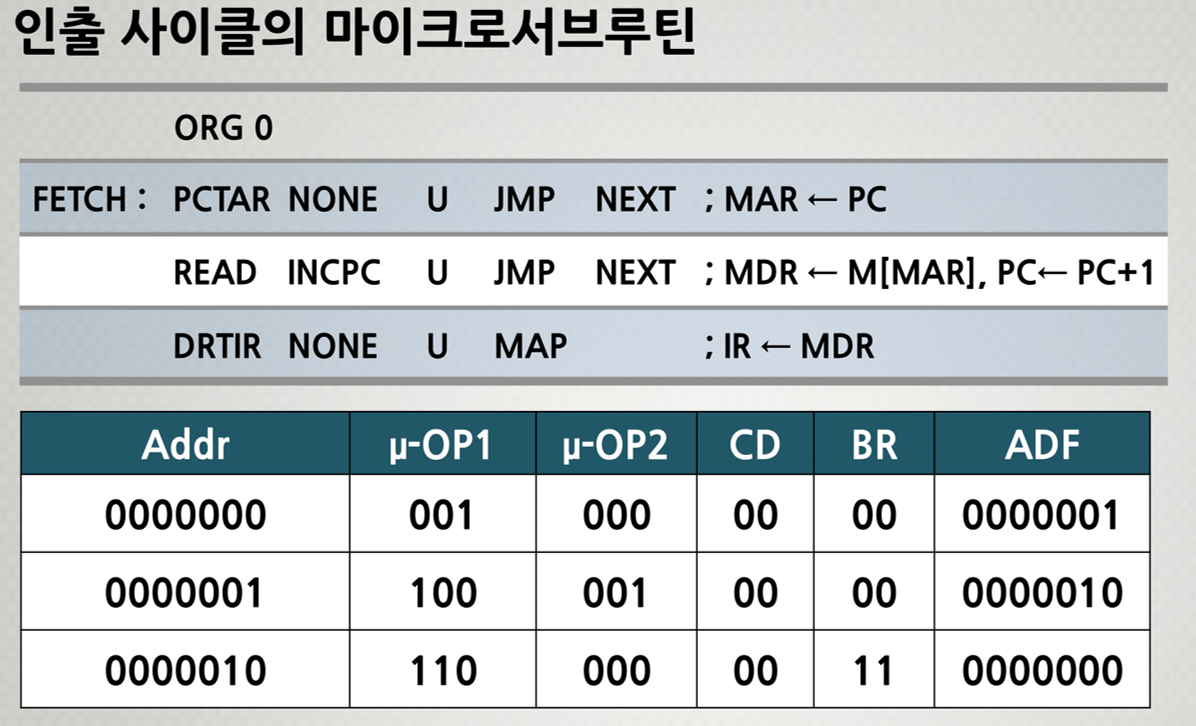 인출 사이클의 마이크로서브루틴
ORG 0
FETCH : PCTAR NONE U JMP NEXT ; MAR ← PC
READ INCPC U JMP NEXT ; MDR ← M[MAR], PC← PC+1
DRTIR NONE U MAP ; IR ← MDR
Addr μ-OP1 μ-OP2 CD BR ADF
0000000 001 000 00 00 0000001
0000001 100 001 00 00 0000010
0000010 110 000 00 11 0000000